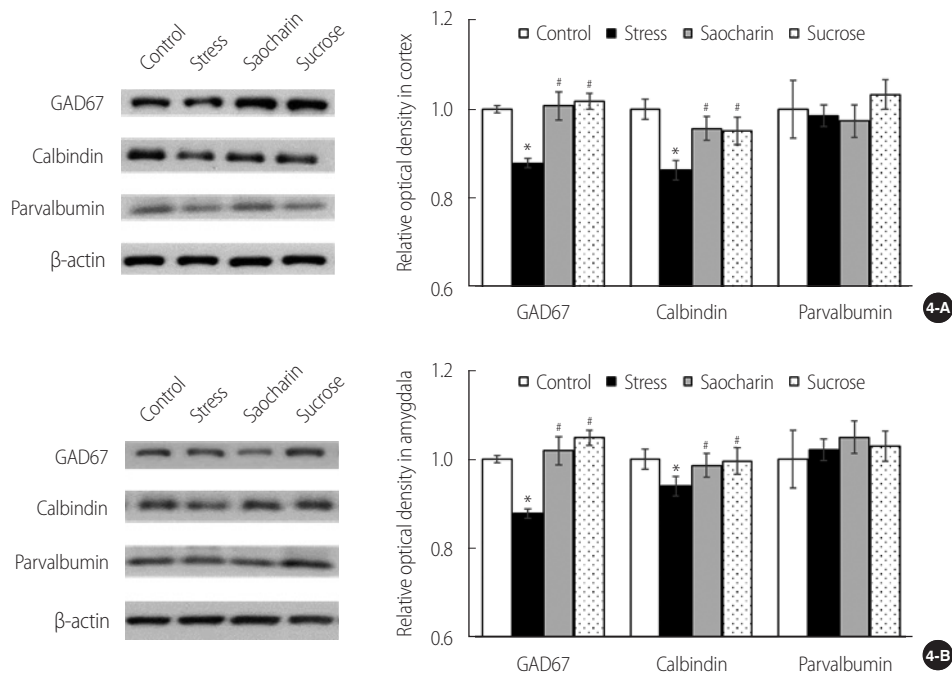 Control Stress Saocharin Sucrose
GAD67
Calbindin
Parvalbumin
β-actin
Relative optical density in cortex
1.2
1.0
0.8
0.6
Control Stress Saocharin Sucrose
* # #
* # #
GAD67 Calbindin Parvalbumin
4-A
Control Stress Saocharin Sucrose
GAD67
Calbindin
Parvalbumin
β-actin
Relative optical density in amygdala
1.2
1.0
0.8
0.6
Control Stress Saocharin Sucrose
* # #
* # #
GAD67 Calbindin Parvalbumin
4-B